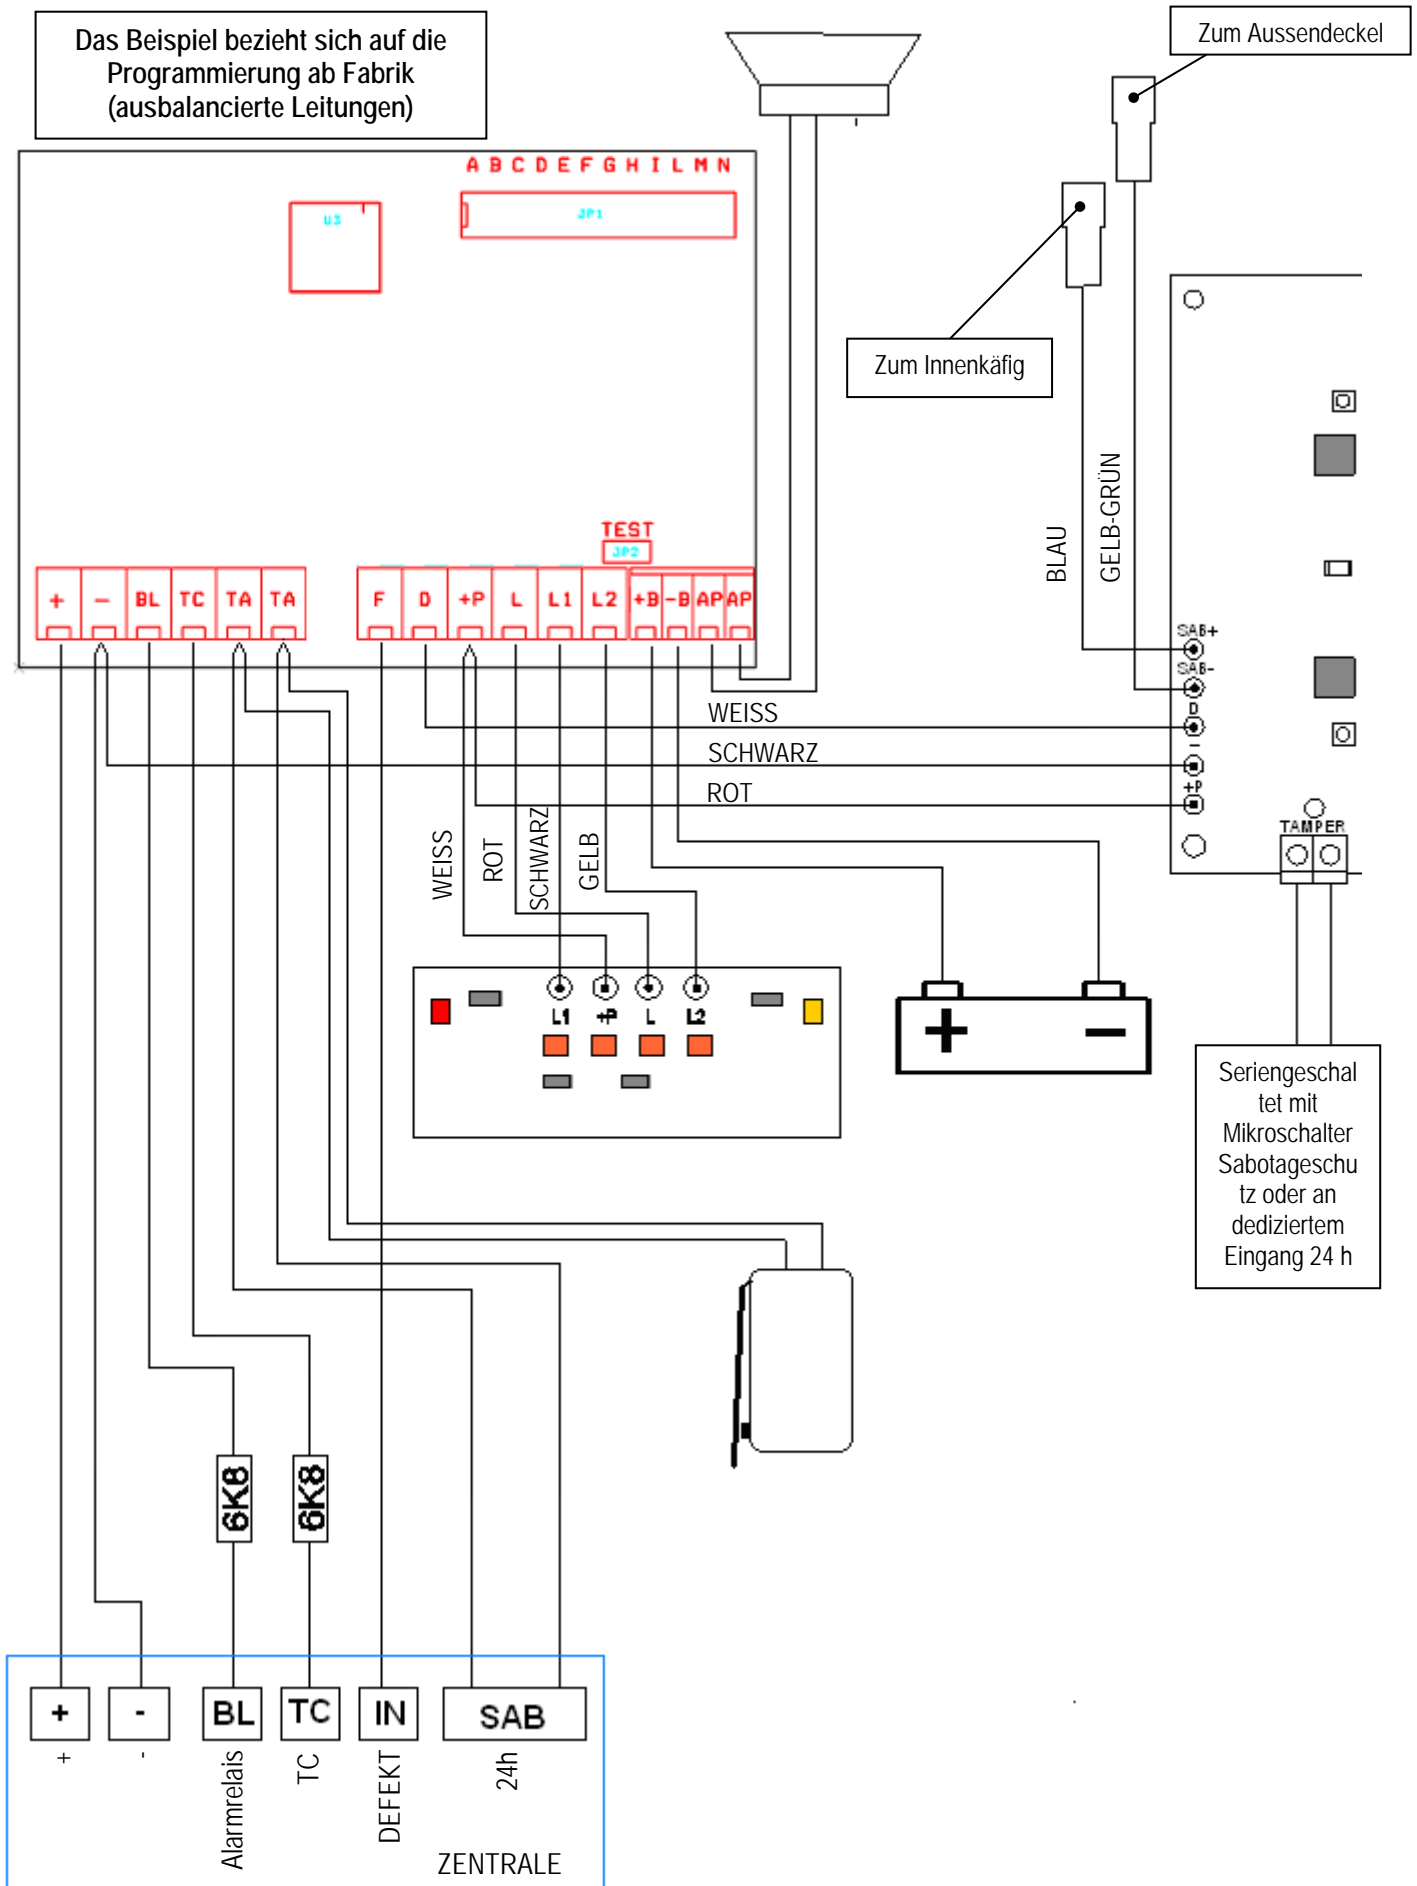 Das Beispiel bezieht sich auf die
Programmierung ab Fabrik
(ausbalancierte Leitungen)
Zum Aussendeckel
A B C D E F G H I L M N
U3
JP1
Zum Innenkäfig
BLAU
GELB-GRÜN
TEST
JP2
+ - BL TC TA TA
F D +P L L1 L2 +B -B AP AP
SAB+
SAB-
D
-
+P
TAMPER
WEISS
SCHWARZ
ROT
WEISS
ROT
SCHWARZ
GELB
L1 +P L L2
+ -
Seriengeschal
tet mit
Mikroschalter
Sabotageschu
tz oder an
dediziertem
Eingang 24 h
6K8
6K8
+ - BL TC IN SAB
+
-
Alarmrelais
TC
DEFEKT
24h
ZENTRALE